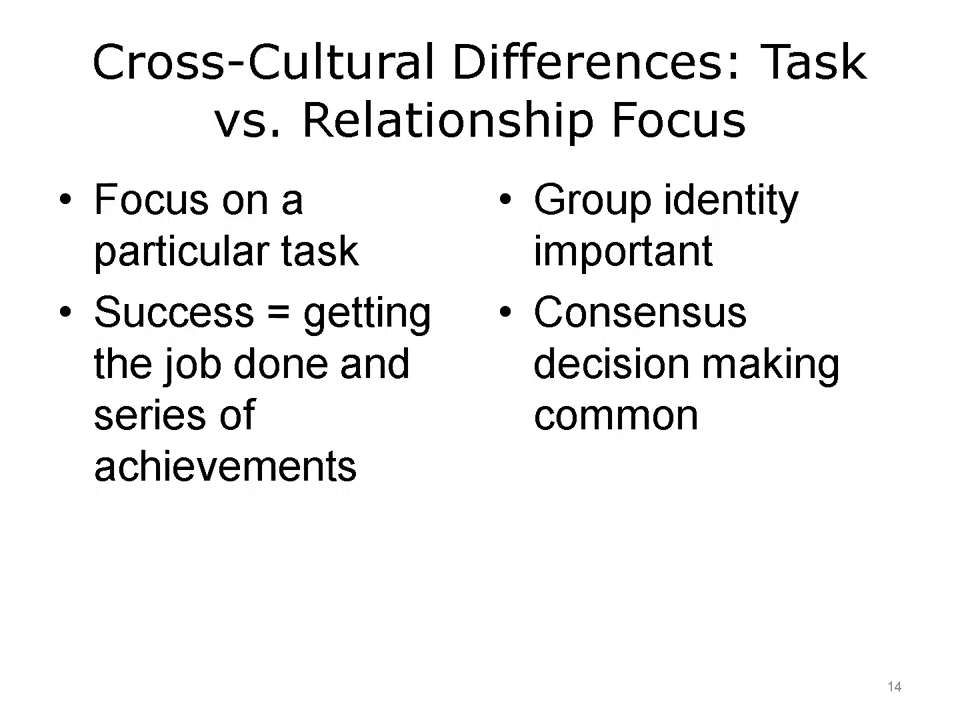 Cross-Cultural Differences: Task
vs. Relationship Focus
• Focus on a
particular task
• Success = getting
the job done and
series of
achievements
• Group identity
important
• Consensus
decision making
common
14